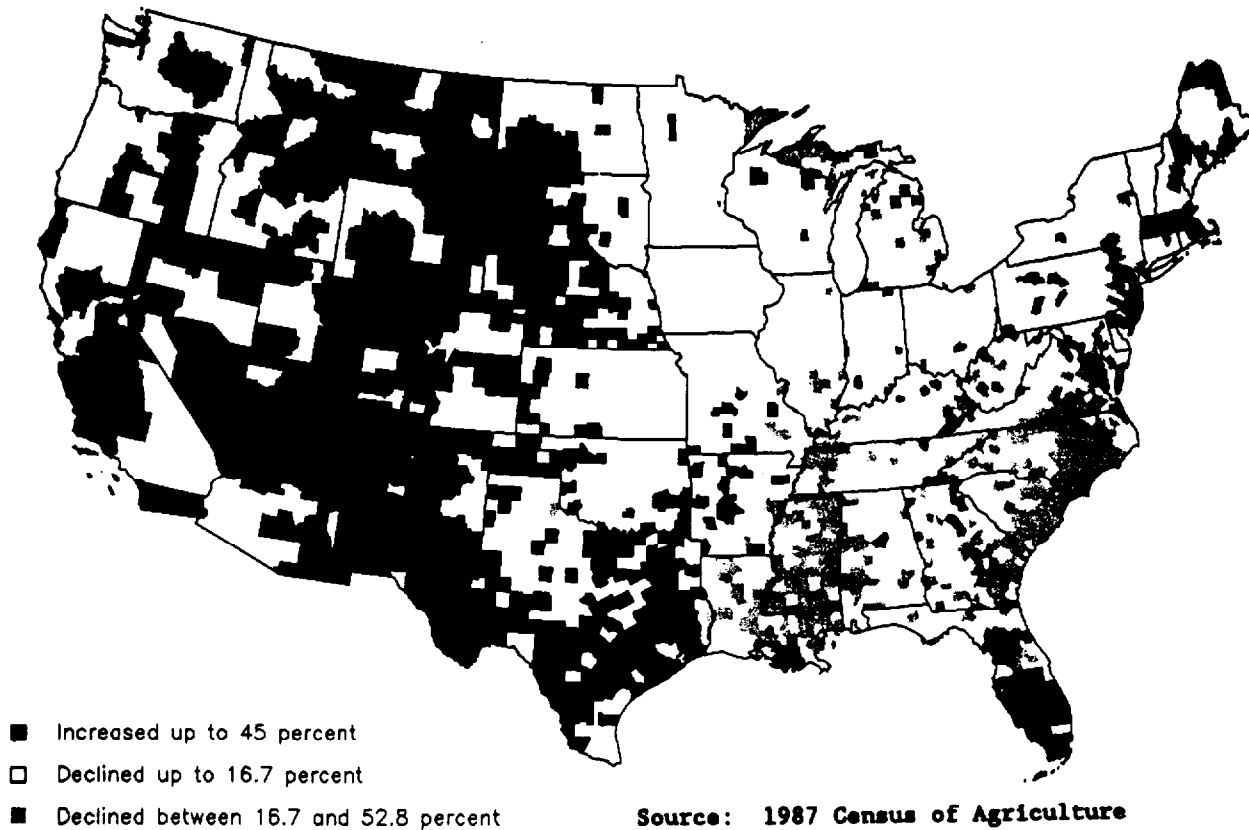 Increased up to 45 percent
Declined up to 16.7 percent
Declined between 16.7 and 52.8 percent
Source: 1987 Census of Agriculture